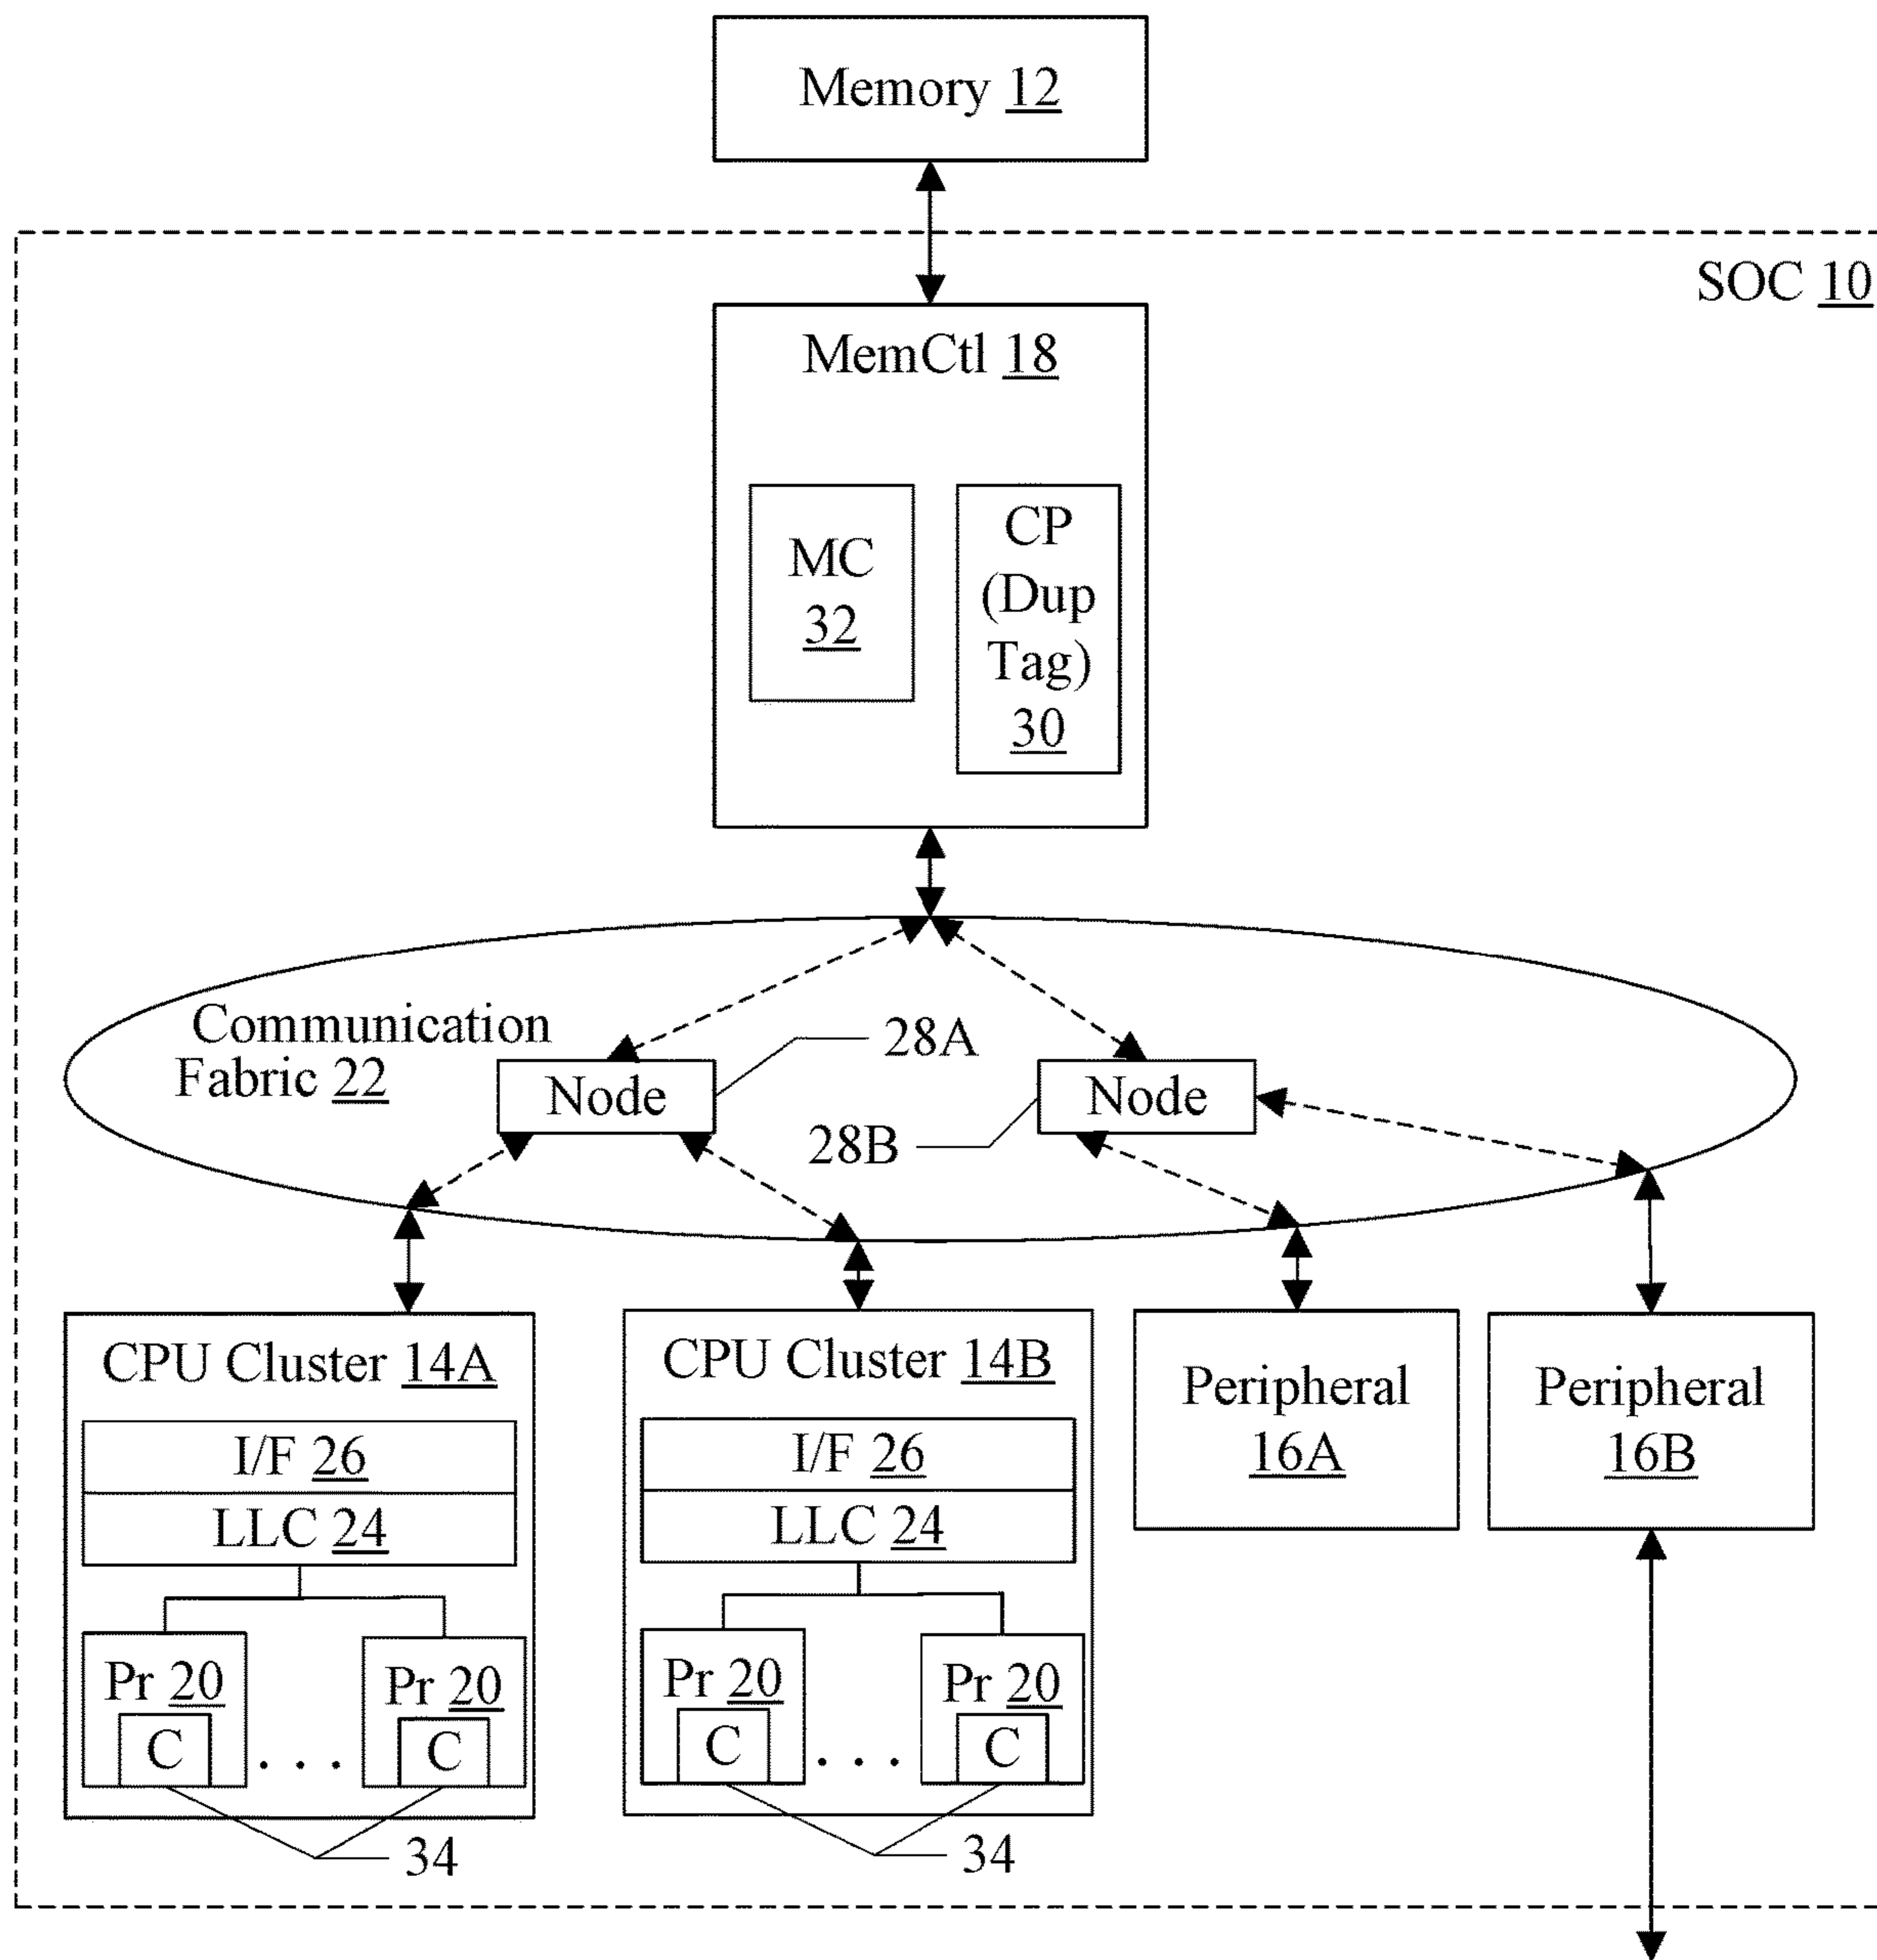 Memory 12
SOC 10
MemCtl 18
MC
32
CP
(Dup
Tag)
30
Communication
Fabric 22
28A
Node
Node
28B
CPU Cluster 14A
I/F 26
LLC 24
Pr 20
C
. . .
Pr 20
C
34
CPU Cluster 14B
I/F 26
LLC 24
Pr 20
C
. . .
Pr 20
C
34
Peripheral
16A
Peripheral
16B